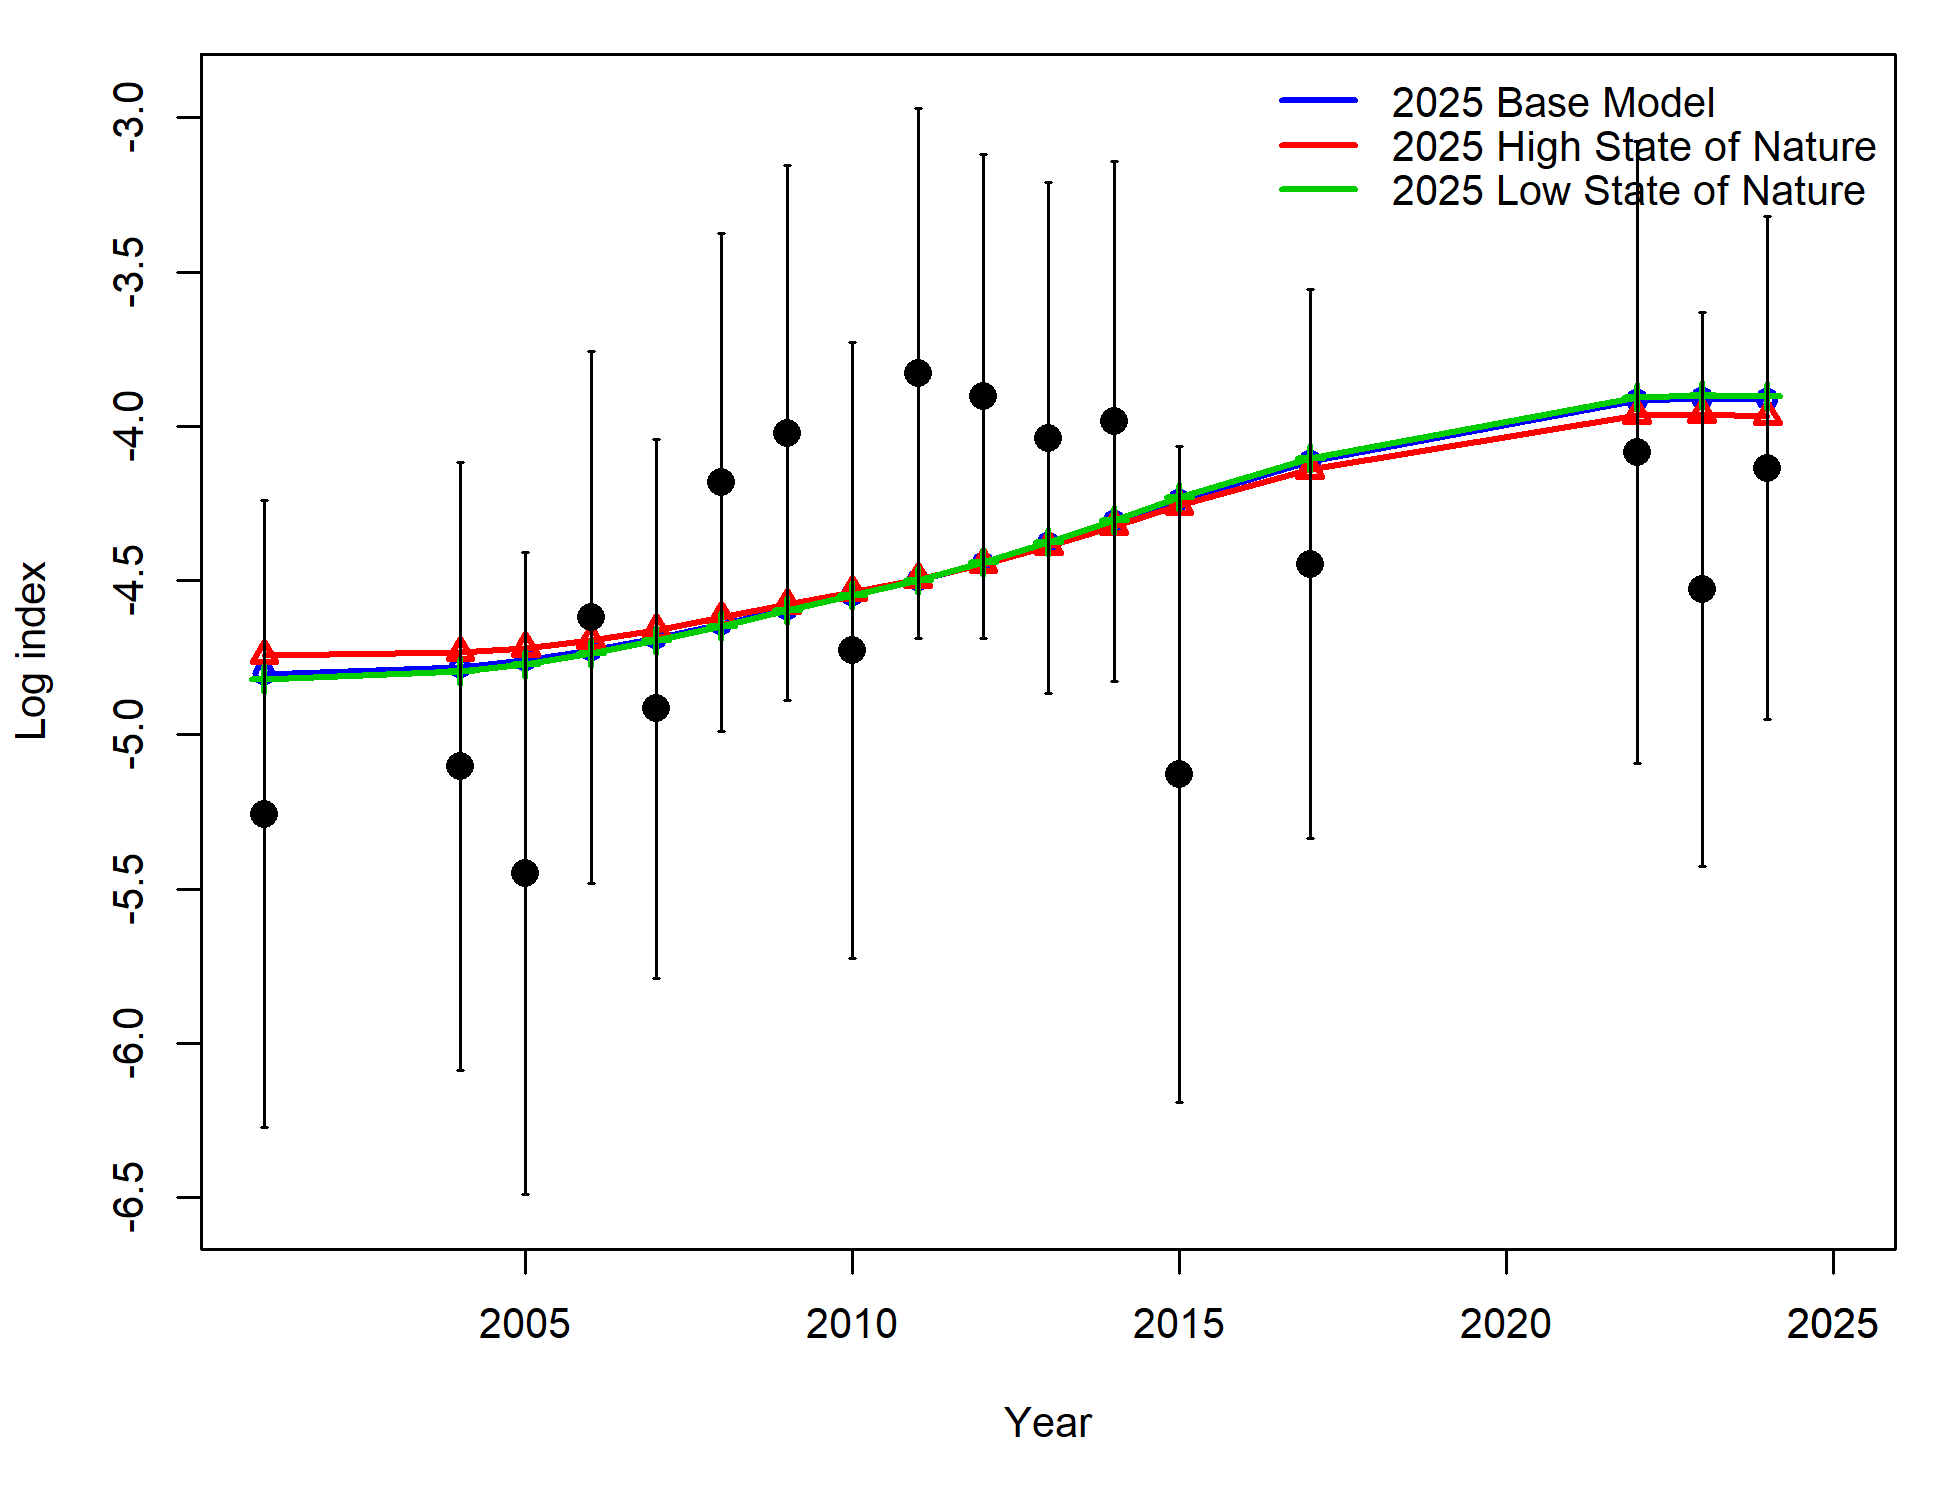 2025 Base Model
2025 High State of Nature
2025 Low State of Nature
Log index
-3.0
-3.5
-4.0
-4.5
-5.0
-5.5
-6.0
-6.5
2005 2010 2015 2020 2025
Year